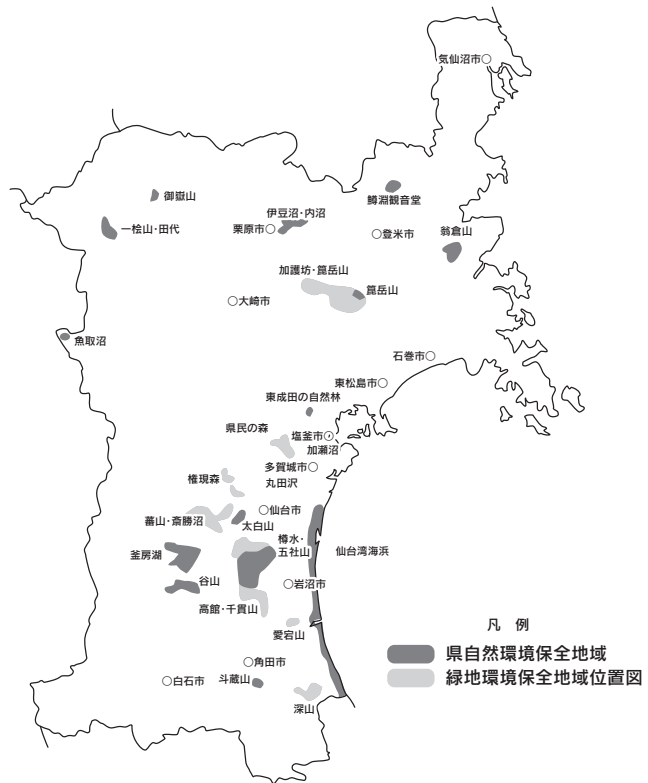 気仙沼市
御嶽山
鱒淵観音堂
伊豆沼・内沼
一桧山・田代
栗原市
登米市
翁倉山
加護坊・箟岳山
箟岳山
大崎市
魚取沼
石巻市
東松島市
東成田の自然林
県民の森
塩釜市
加瀬沼
多賀城市
権現森
丸田沢
仙台市
蕃山・斎勝沼
太白山
樽水・
五社山
仙台湾海浜
釜房湖
谷山
岩沼市
高館・千貫山
愛宕山
角田市
白石市
斗蔵山
深山
凡 例
県自然環境保全地域
緑地環境保全地域位置図